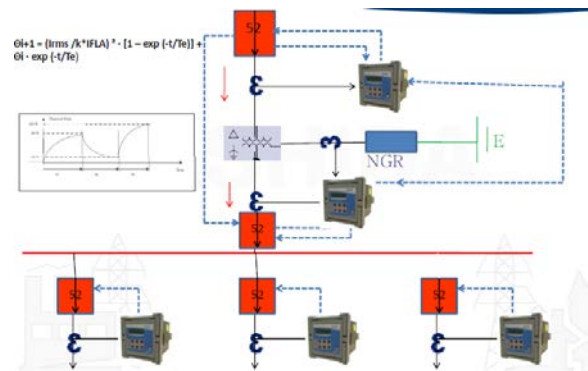 Θi+1 = (Irms /k*IFLA) ² · [1 – exp (-t/Te)] +
Θi · exp (-t/Te)
52
NGR
E
52
52
52
52